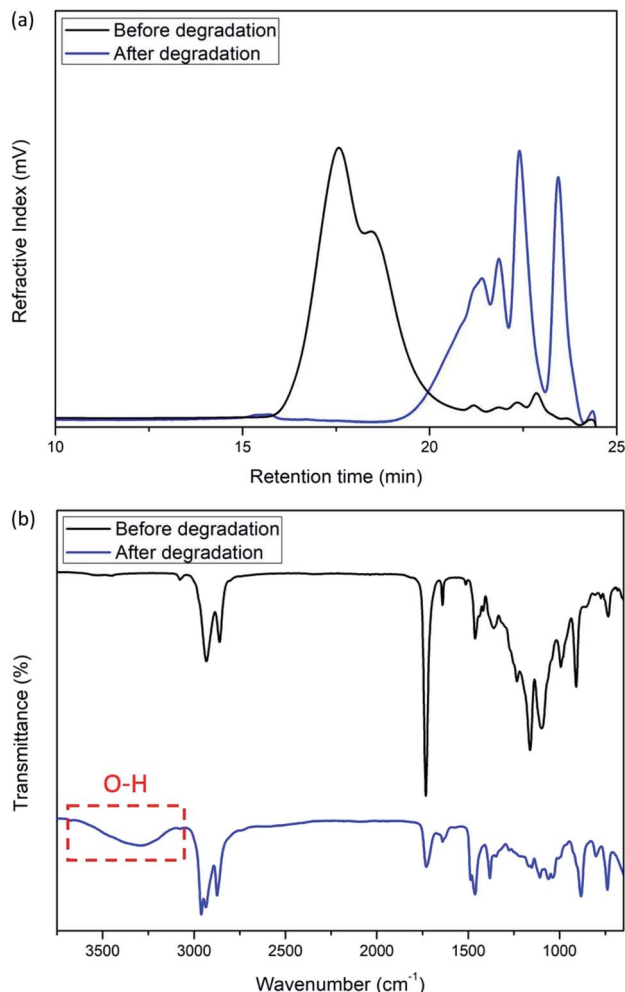 (a)
Before degradation
After degradation
Refractive Index (mV)
10 15 20 25
Retention time (min)
(b)
Before degradation
After degradation
Transmittance (%)
O-H
3500 3000 2500 2000 1500 1000
Wavenumber (cm⁻¹)